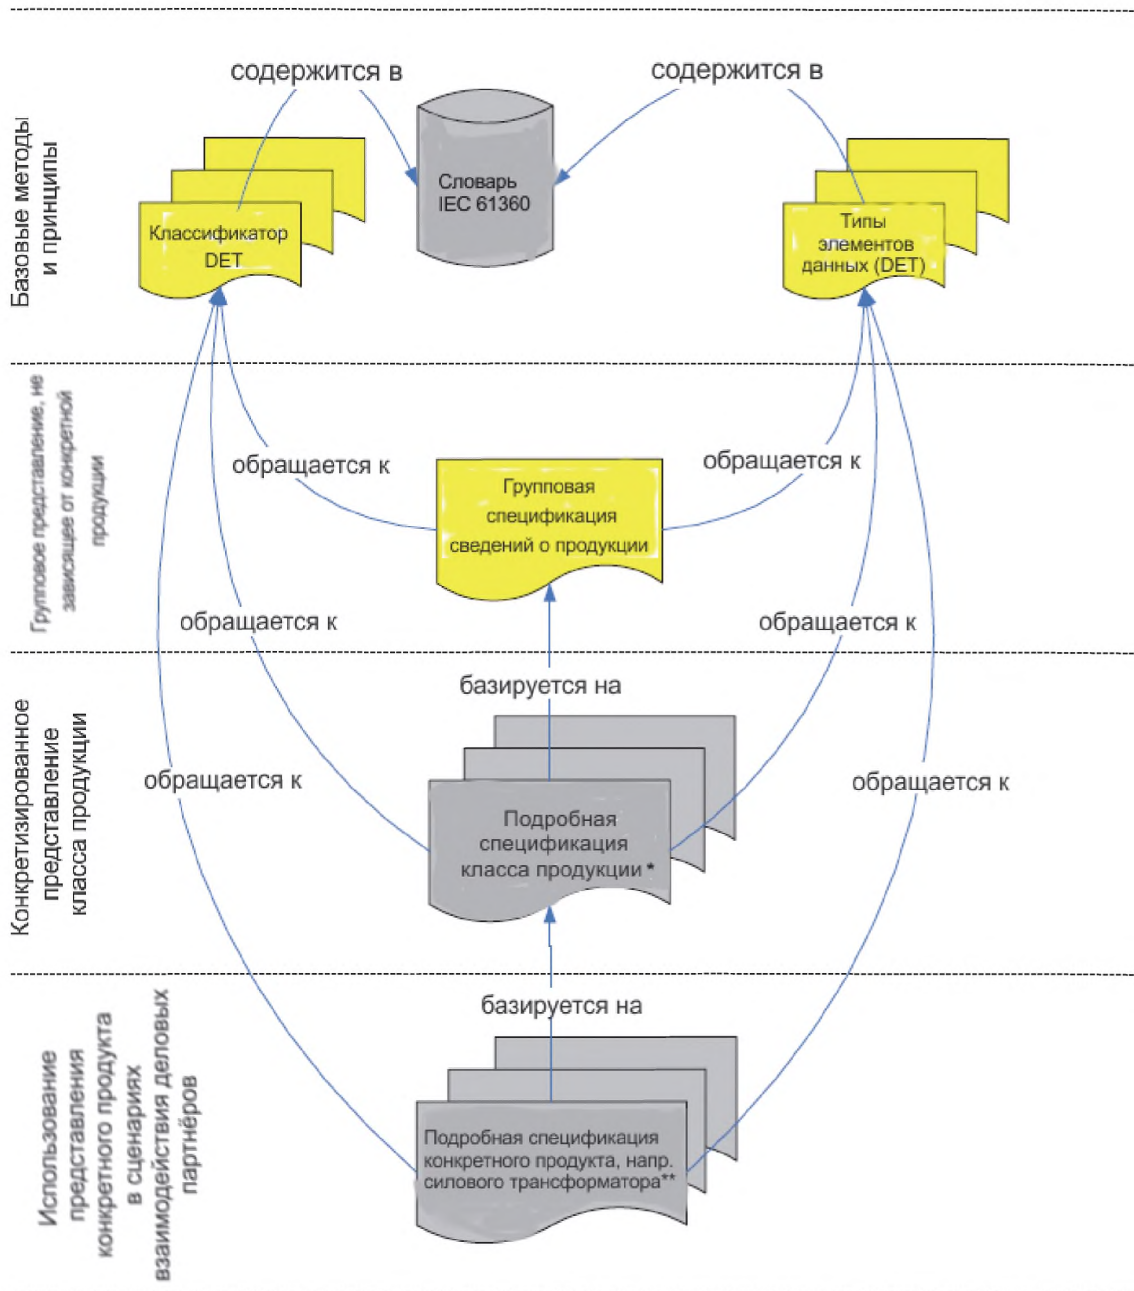 содержится в
содержится в
Базовые методы
и принципы
Словарь
IEC 61360
Классификатор
DET
Типы
элементов
данных (DET)
Групповое представление, не
зависящее от конкретной
продукции
обращается к
обращается к
Групповая
спецификация
сведений о продукции
обращается к
обращается к
Конкретизированное
представление
класса продукции
базируется на
обращается к
обращается к
Подробная
спецификация
класса продукции *
Использование
представления
конкретного продукта
в сценариях
взаимодействия деловых
партнёров
базируется на
Подробная спецификация
конкретного продукта, напр.
силового трансформатора**